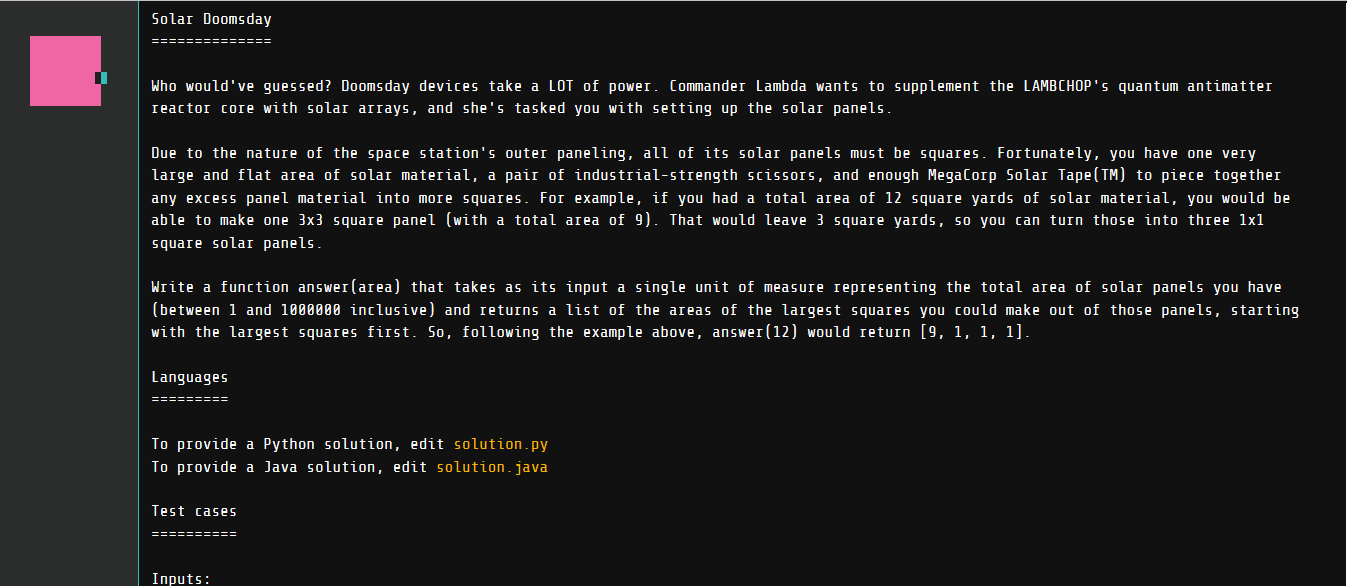 Solar Doomsday
==============
Who would've guessed? Doomsday devices take a LOT of power. Commander Lambda wants to supplement the LAMBCHOP's quantum antimatter
reactor core with solar arrays, and she's tasked you with setting up the solar panels.
Due to the nature of the space station's outer paneling, all of its solar panels must be squares. Fortunately, you have one very
large and flat area of solar material, a pair of industrial-strength scissors, and enough MegaCorp Solar Tape(TM) to piece together
any excess panel material into more squares. For example, if you had a total area of 12 square yards of solar material, you would be
able to make one 3x3 square panel (with a total area of 9). That would leave 3 square yards, so you can turn those into three 1x1
square solar panels.
Write a function answer(area) that takes as its input a single unit of measure representing the total area of solar panels you have
(between 1 and 1000000 inclusive) and returns a list of the areas of the largest squares you could make out of those panels, starting
with the largest squares first. So, following the example above, answer(12) would return [9, 1, 1, 1].
Languages
=========
To provide a Python solution, edit solution.py
To provide a Java solution, edit solution.java
Test cases
==========
Inputs: